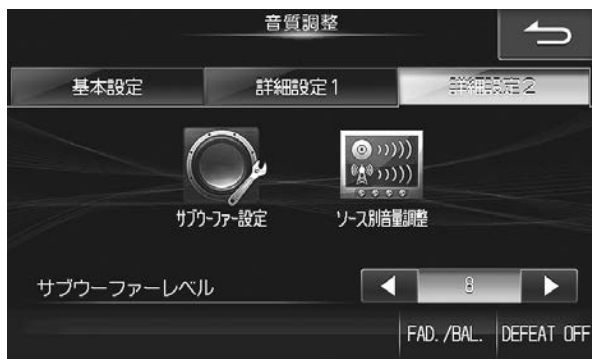 音質調整
基本設定 詳細設定1 詳細設定2
サブウーファー設定 ソース別音量調整
サブウーファーレベル 8
FAD./BAL. DEFEAT OFF